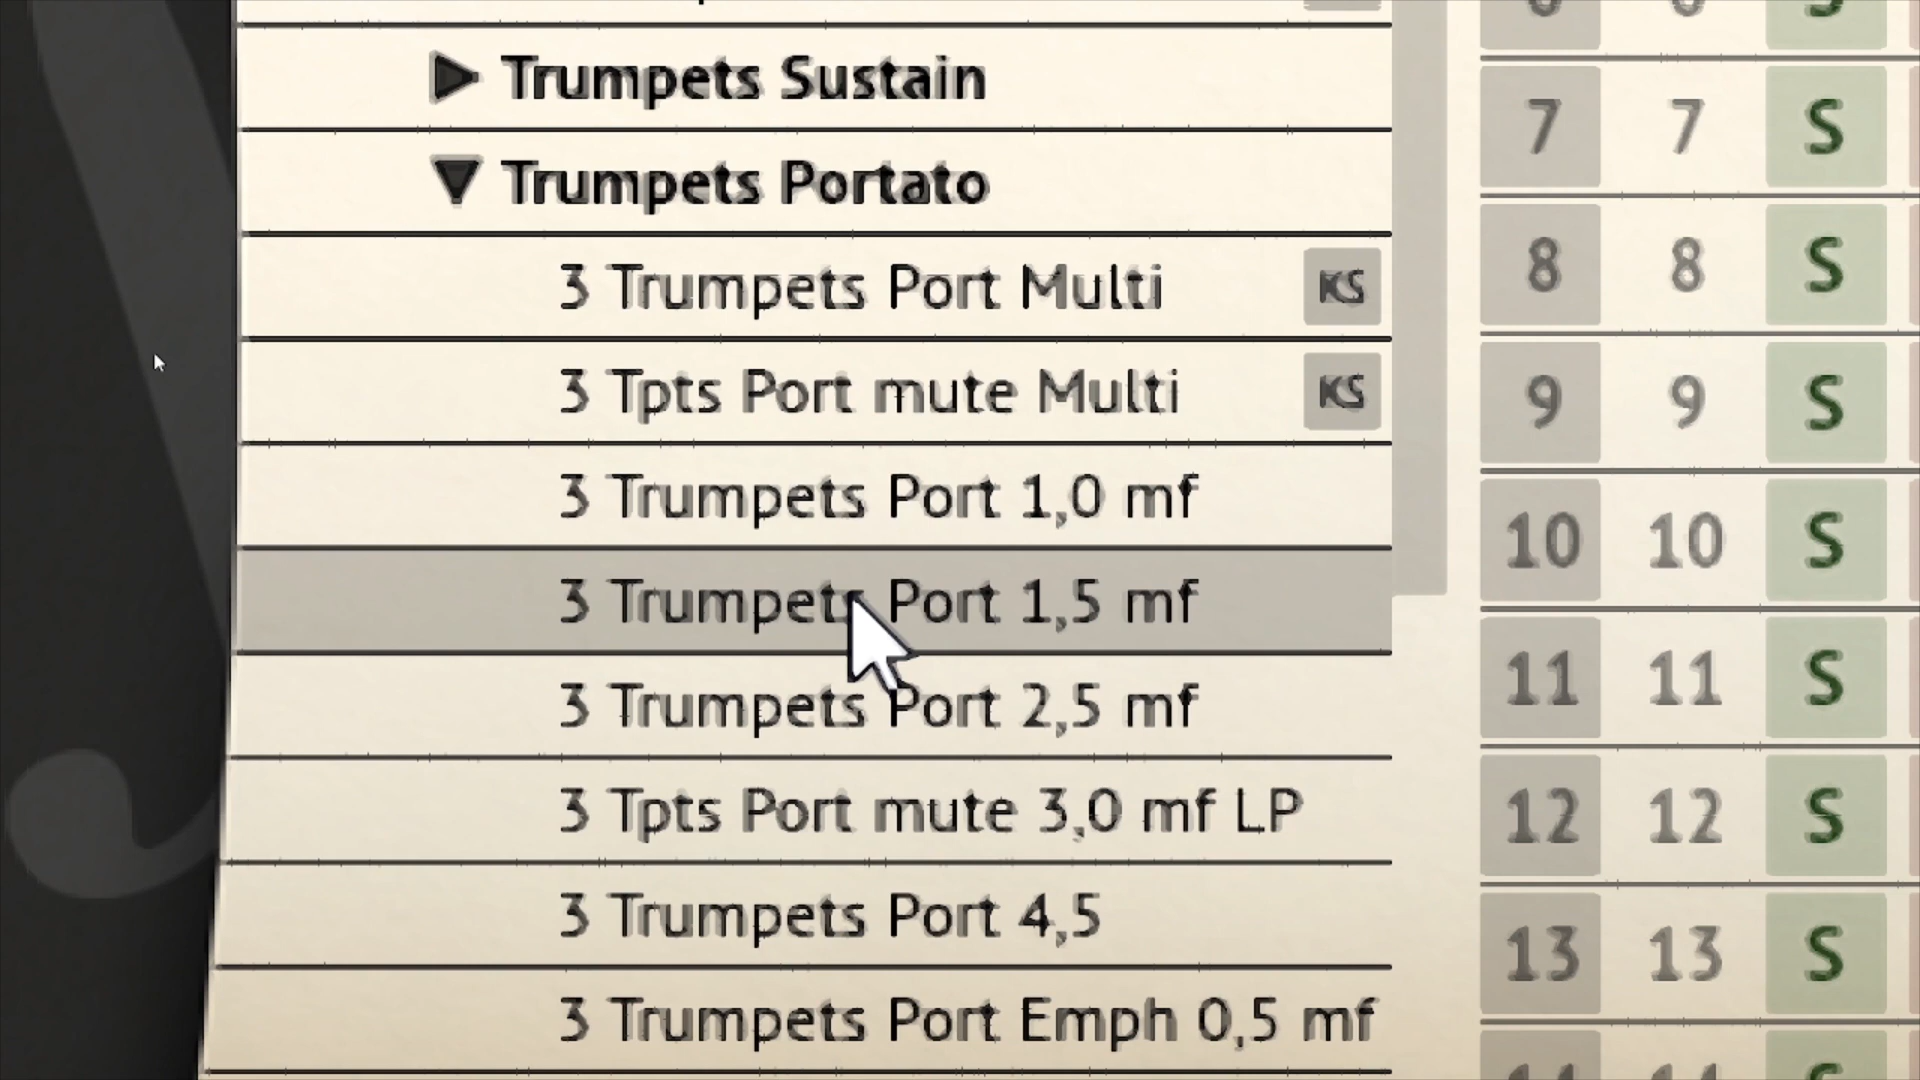 Trumpets Sustain
Trumpets Portato
3 Trumpets Port Multi KS
3 Tpts Port mute Multi KS
3 Trumpets Port 1,0 mf
3 Trumpets Port 1,5 mf
3 Trumpets Port 2,5 mf
3 Tpts Port mute 3,0 mf LP
3 Trumpets Port 4,5
3 Trumpets Port Emph 0,5 mf
7 7 S
8 8 S
9 9 S
10 10 S
11 11 S
12 12 S
13 13 S